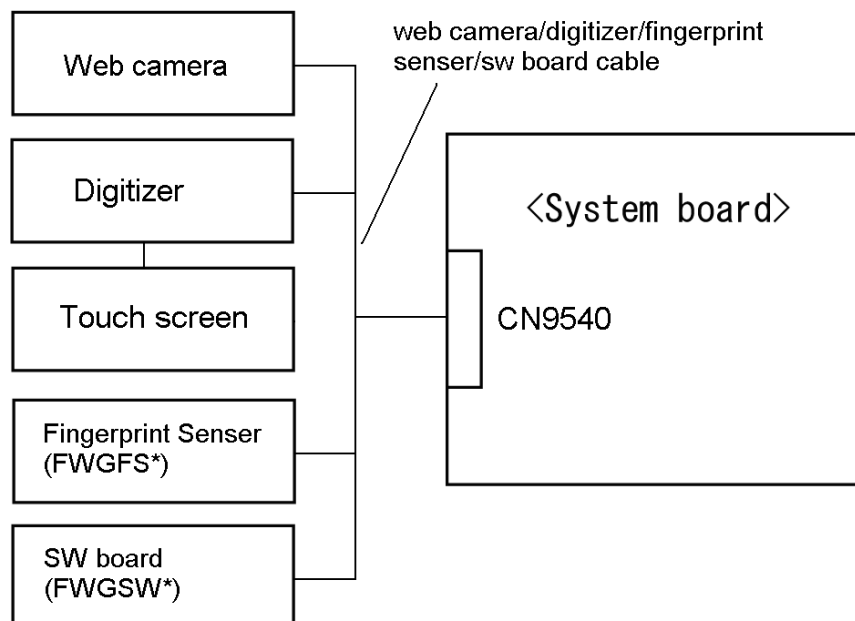 Web camera
Digitizer
Touch screen
Fingerprint Senser
(FWGFS*)
SW board
(FWGSW*)
web camera/digitizer/fingerprint
senser/sw board cable
<System board>
CN9540